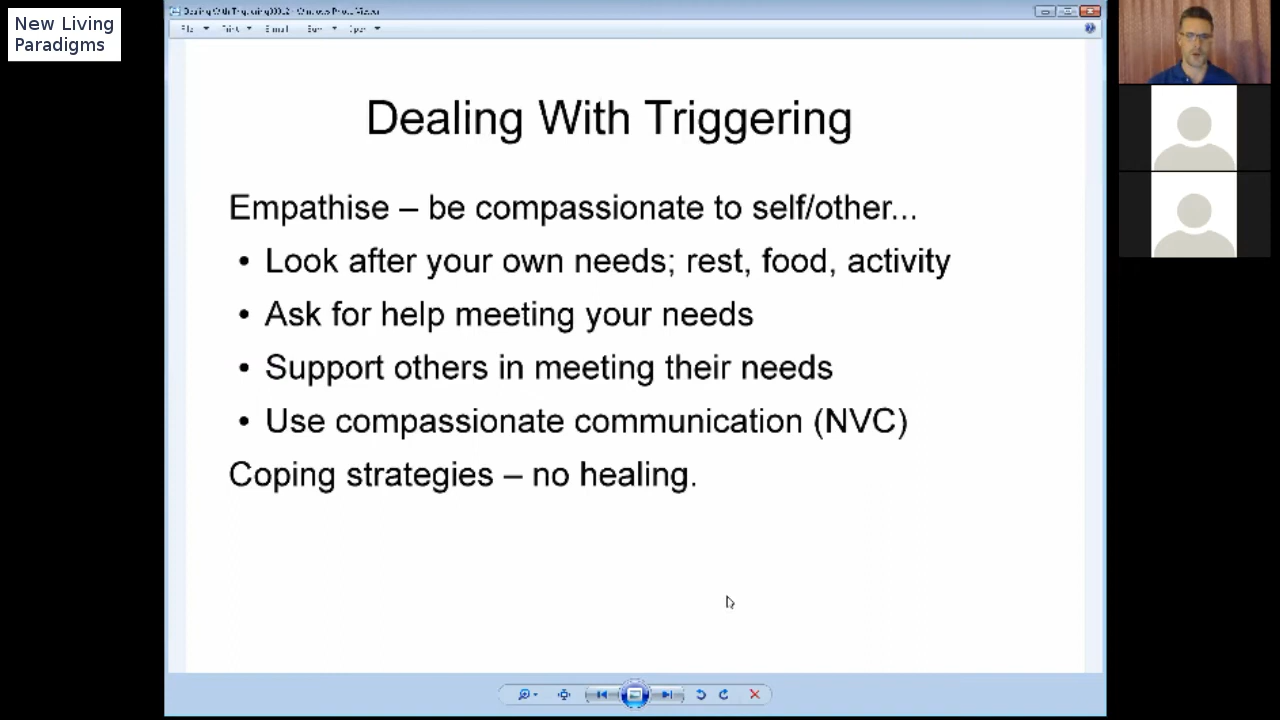 New Living
Paradigms
Dealing With Triggering
Empathise – be compassionate to self/other...
• Look after your own needs; rest, food, activity
• Ask for help meeting your needs
• Support others in meeting their needs
• Use compassionate communication (NVC)
Coping strategies – no healing.